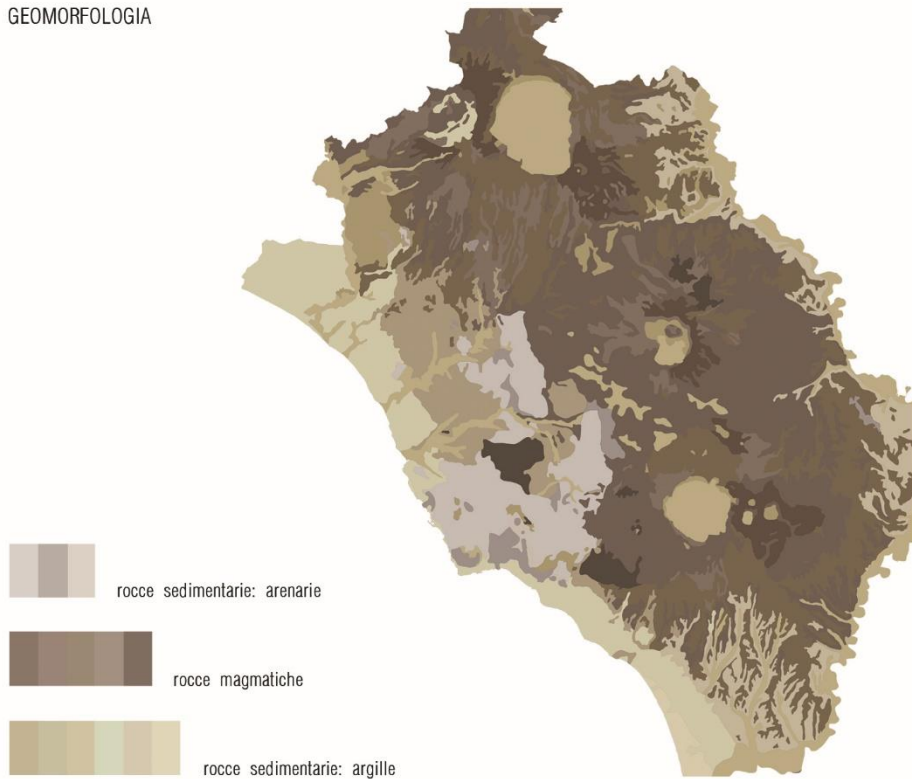 GEOMORFOLOGIA
rocce sedimentarie: arenarie
rocce magmatiche
rocce sedimentarie: argille